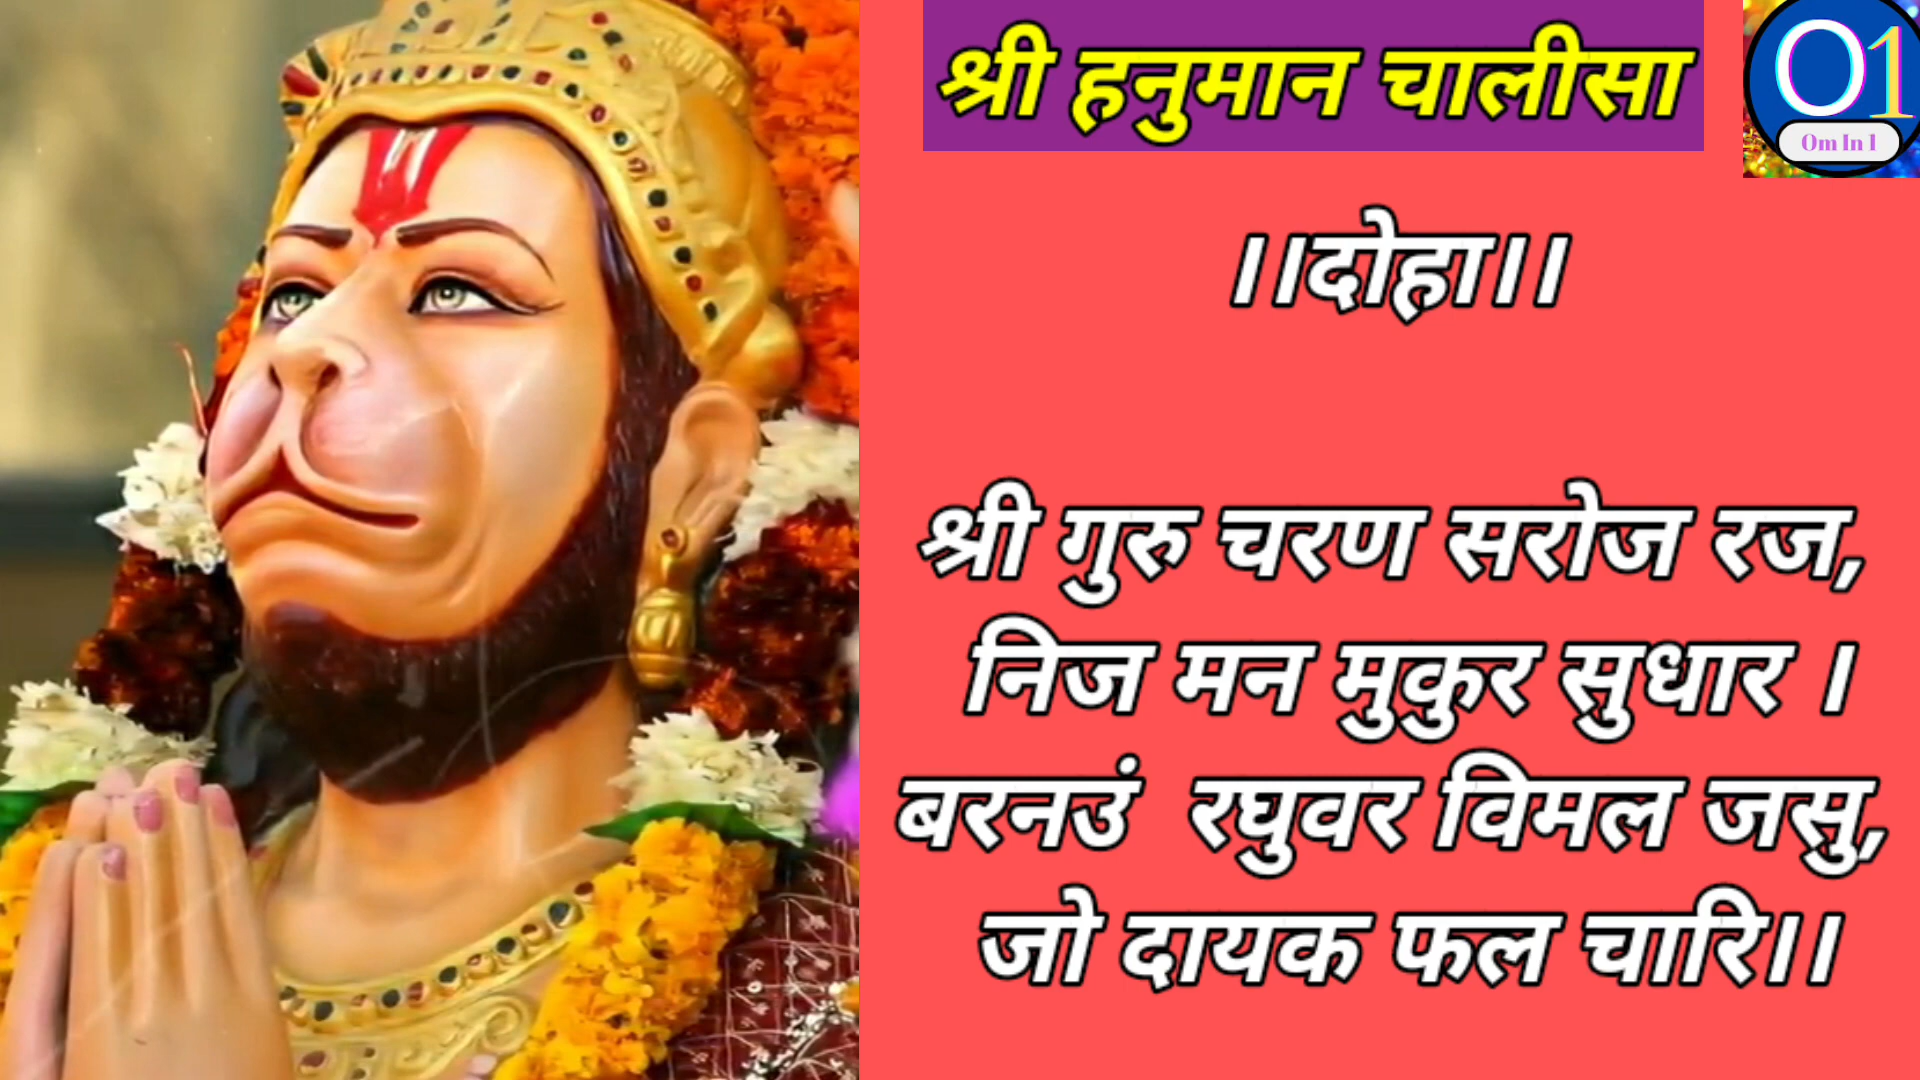 श्री हनुमान चालीसा
O1
Om In 1
।।दोहा।।
श्री गुरु चरण सरोज रज,
निज मन मुकुर सुधार ।
बरनउं रघुवर विमल जसु,
जो दायक फल चारि।।